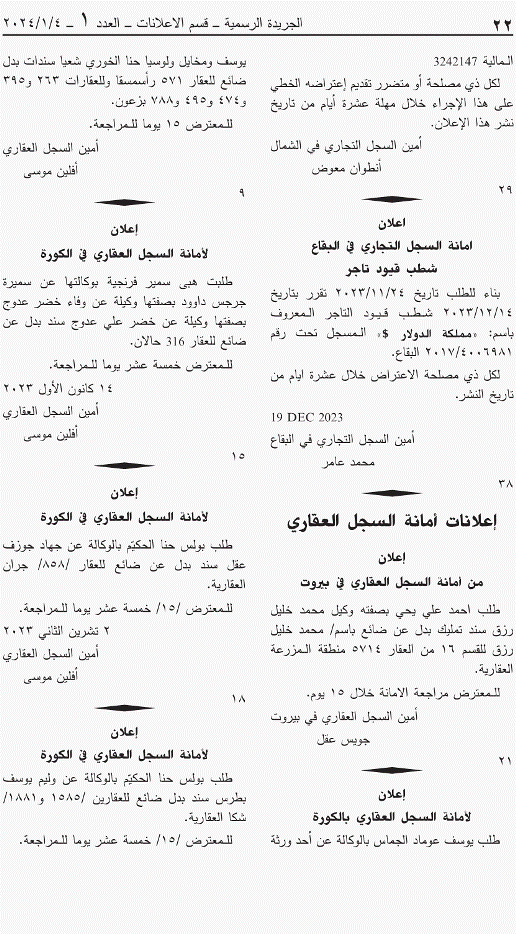 ٢٢
الجريدة الرسمية ـ قسم الاعلانات ـ العدد ١ ـ ٢٠٢٤/١/٤
المالية 3242147
لكل ذي مصلحة أو متضرر تقديم إعتراضه الخطي
على هذا الإجراء خلال مهلة عشرة أيام من تاريخ
نشر هذا الإعلان.
أمين السجل التجاري في الشمال
أنطوان معوض
٢٩
اعلان
امانة السجل التجاري في البقاع
شطب قيود تاجر
بناء للطلب تاريخ ٢٠٢٣/١١/٢٤ تقرر بتاريخ
٢٠٢٣/١٢/١٤ شطب قيود التاجر المعروف
باسم: «مملكة الدولار $» المسجل تحت رقم
٢٠١٧/٤٠٠٦٩٨١ البقاع.
لكل ذي مصلحة الاعتراض خلال عشرة ايام من
تاريخ النشر.
19 DEC 2023
أمين السجل التجاري في البقاع
محمد عامر
٣٨
إعلانات أمانة السجل العقاري
إعلان
من أمانة السجل العقاري في بيروت
طلب احمد علي يحي بصفته وكيل محمد خليل
رزق سند تمليك بدل عن ضائع باسم/ محمد خليل
رزق للقسم ١٦ من العقار ٥٧١٤ منطقة المزرعة
العقارية.
للمعترض مراجعة الامانة خلال ١٥ يوم.
أمين السجل العقاري في بيروت
جويس عقل
٢١
إعلان
لأمانة السجل العقاري بالكورة
طلب يوسف عوماد الجماس بالوكالة عن أحد ورثة
يوسف ومخايل ولوسيا حنا الخوري شعيا سندات بدل
ضائع للعقار ٥٧١ رأسمسقا وللعقارات ٢٦٣ و٣٩٥
و٤٧٤ و٤٩٥ و٧٨٨ بزعون.
للمعترض ١٥ يوما للمراجعة.
أمين السجل العقاري
أفلين موسى
٩
إعلان
لأمانة السجل العقاري في الكورة
طلبت هبى سمير فرنجية بوكالتها عن سميرة
جرجس داوود بصفتها وكيلة عن وفاء خضر عدوج
بصفتها وكيلة عن خضر علي عدوج سند بدل عن
ضائع للعقار 316 حالان.
للمعترض خمسة عشر يوما للمراجعة.
١٤ كانون الأول ٢٠٢٣
أمين السجل العقاري
أفلين موسى
١٥
إعلان
لأمانة السجل العقاري في الكورة
طلب بولس حنا الحكيّم بالوكالة عن جهاد جوزف
عقل سند بدل عن ضائع للعقار /٨٥٨/ جران
العقارية.
للمعترض /١٥/ خمسة عشر يوما للمراجعة.
٢ تشرين الثاني ٢٠٢٣
أمين السجل العقاري
أفلين موسى
١٨
إعلان
لأمانة السجل العقاري في الكورة
طلب بولس حنا الحكيّم بالوكالة عن وليم يوسف
بطرس سند بدل ضائع للعقارين /١٥٨٥ و١٨٨١/
شكا العقارية.
للمعترض /١٥/ خمسة عشر يوما للمراجعة.